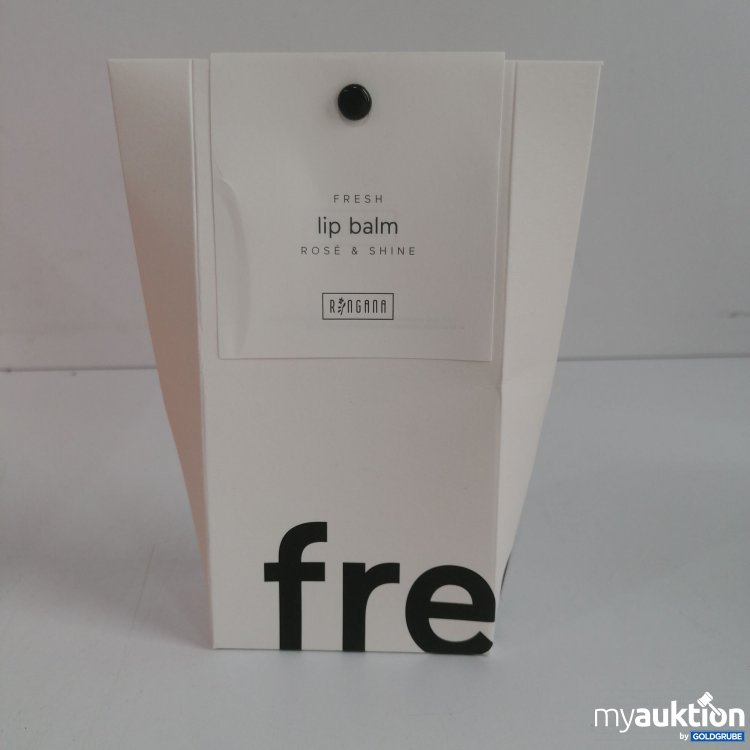 FRESH
lip balm
ROSÉ & SHINE
RINGANA
fre
myauktion
by GOLDGRUBE